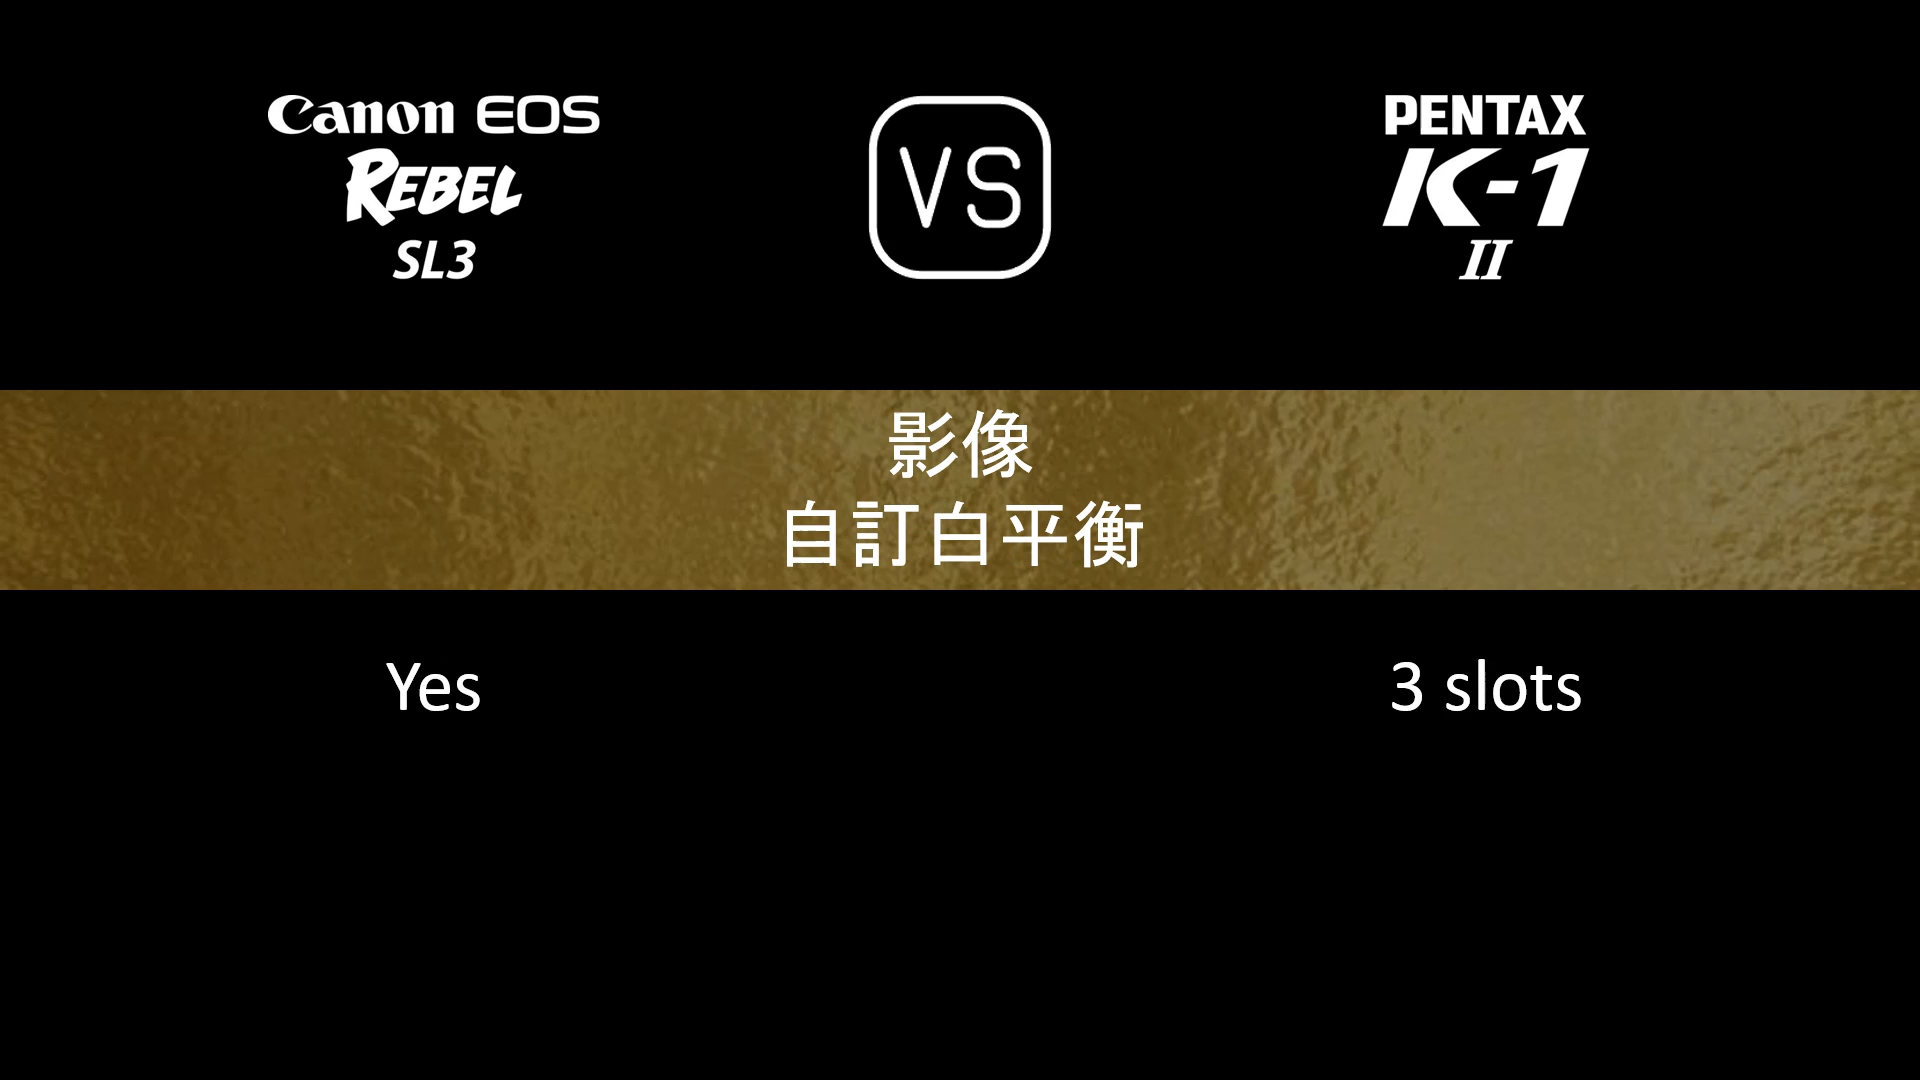 Canon EOS
REBEL
SL3
VS
PENTAX
K-1
II
影像
自訂白平衡
Yes
3 slots